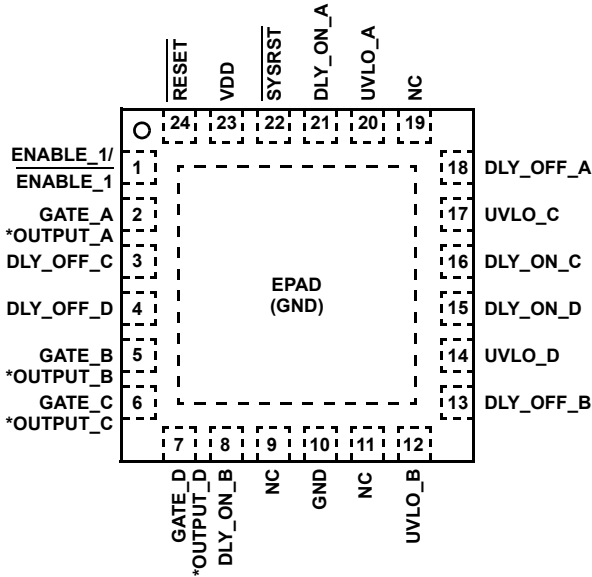 RESET
VDD
SYSRST
DLY_ON_A
UVLO_A
NC
24
23
22
21
20
19
ENABLE_1/
ENABLE_1
1
18
DLY_OFF_A
GATE_A
*OUTPUT_A
2
17
UVLO_C
DLY_OFF_C
3
16
DLY_ON_C
EPAD
(GND)
DLY_OFF_D
4
15
DLY_ON_D
GATE_B
*OUTPUT_B
5
14
UVLO_D
GATE_C
*OUTPUT_C
6
13
DLY_OFF_B
7
8
9
10
11
12
GATE_D
*OUTPUT_D
DLY_ON_B
NC
GND
NC
UVLO_B